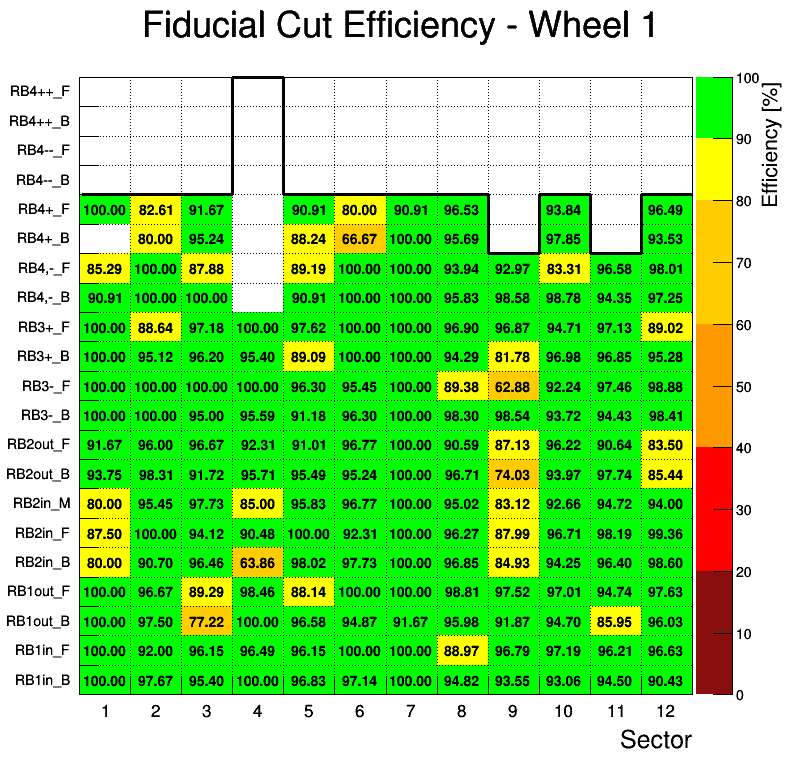 Fiducial Cut Efficiency - Wheel 1
RB4++_F
RB4++_B
RB4--_F
RB4--_B
RB4+_F 100.00 82.61 91.67 90.91 80.00 90.91 96.53 93.84 96.49
RB4+_B 80.00 95.24 88.24 66.67 100.00 95.69 97.85 93.53
RB4,-_F 85.29 100.00 87.88 89.19 100.00 100.00 93.94 92.97 83.31 96.58 98.01
RB4,-_B 90.91 100.00 100.00 90.91 100.00 100.00 95.83 98.58 98.78 94.35 97.25
RB3+_F 100.00 88.64 97.18 100.00 97.62 100.00 100.00 96.90 96.87 94.71 97.13 89.02
RB3+_B 100.00 95.12 96.20 95.40 89.09 100.00 100.00 94.29 81.78 96.98 96.85 95.28
RB3-_F 100.00 100.00 100.00 100.00 96.30 95.45 100.00 89.38 62.88 92.24 97.46 98.88
RB3-_B 100.00 100.00 95.00 95.59 91.18 96.30 100.00 98.30 98.54 93.72 94.43 98.41
RB2out_F 91.67 96.00 96.67 92.31 91.01 96.77 100.00 90.59 87.13 96.22 90.64 83.50
RB2out_B 93.75 98.31 91.72 95.71 95.49 95.24 100.00 96.71 74.03 93.97 97.74 85.44
RB2in_M 80.00 95.45 97.73 85.00 95.83 96.77 100.00 95.02 83.12 92.66 94.72 94.00
RB2in_F 87.50 100.00 94.12 90.48 100.00 92.31 100.00 96.27 87.99 96.71 98.19 99.36
RB2in_B 80.00 90.70 96.46 63.86 98.02 97.73 100.00 96.85 84.93 94.25 96.40 98.60
RB1out_F 100.00 96.67 89.29 98.46 88.14 100.00 100.00 98.81 97.52 97.01 94.74 97.63
RB1out_B 100.00 97.50 77.22 100.00 96.58 94.87 91.67 95.98 91.87 94.70 85.95 96.03
RB1in_F 100.00 92.00 96.15 96.49 96.15 100.00 100.00 88.97 96.79 97.19 96.21 96.63
RB1in_B 100.00 97.67 95.40 100.00 96.83 97.14 100.00 94.82 93.55 93.06 94.50 90.43
1 2 3 4 5 6 7 8 9 10 11 12
Sector
100
90
80
70
60
50
40
30
20
10
0
Efficiency [%]